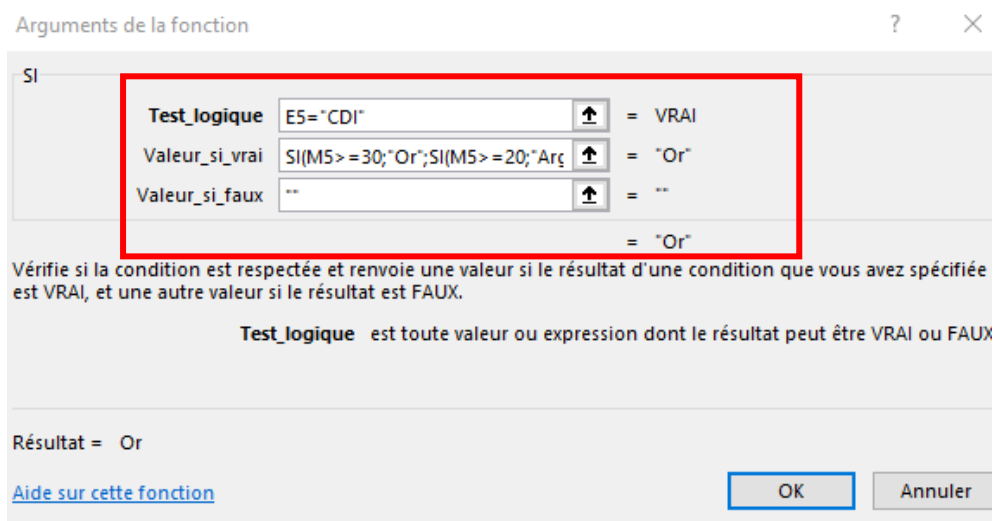 Arguments de la fonction ? ×
SI
Test_logique E5="CDI" = VRAI
Valeur_si_vrai SI(M5>=30;"Or";SI(M5>=20;"Arg = "Or"
Valeur_si_faux "" = ""
= "Or"
Vérifie si la condition est respectée et renvoie une valeur si le résultat d'une condition que vous avez spécifiée
est VRAI, et une autre valeur si le résultat est FAUX.
Test_logique est toute valeur ou expression dont le résultat peut être VRAI ou FAUX
Résultat = Or
Aide sur cette fonction OK Annuler